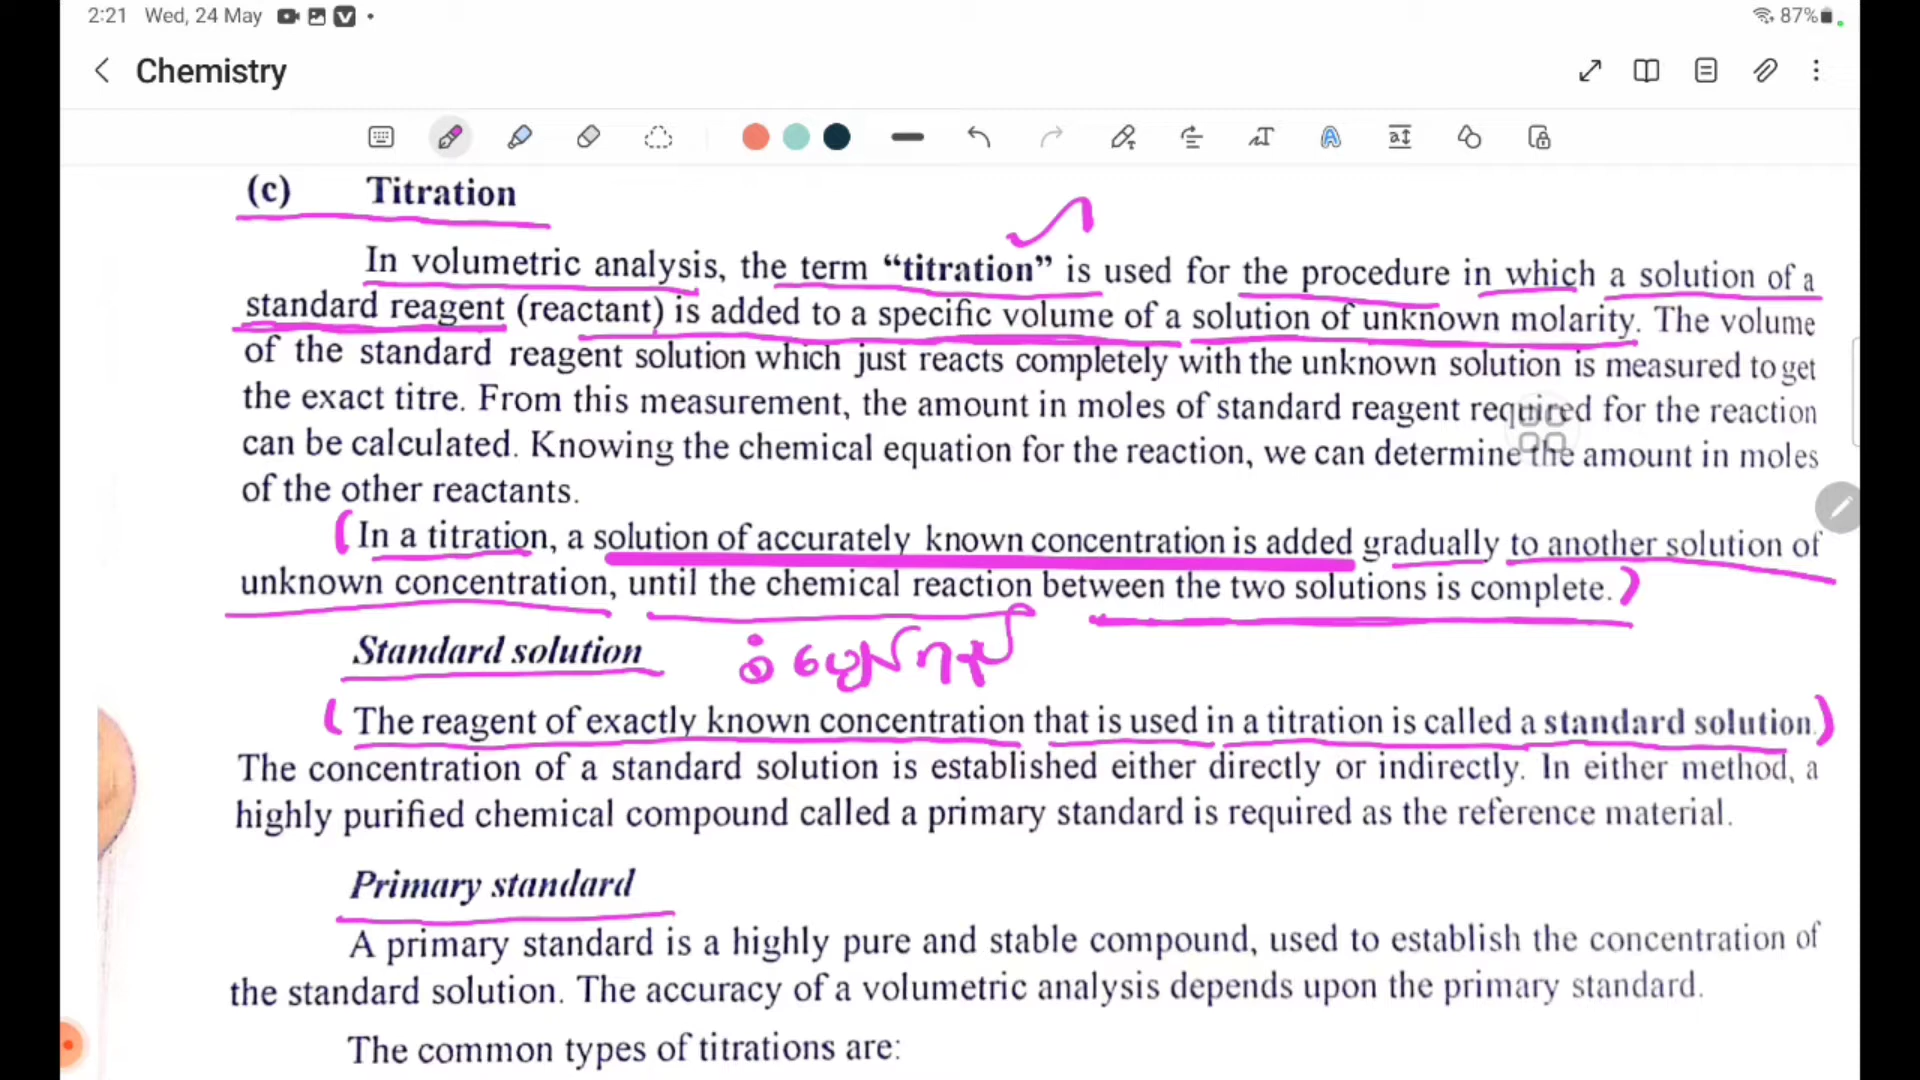 2:21 Wed, 24 May
87%
Chemistry
(c) Titration
In volumetric analysis, the term “titration” is used for the procedure in which a solution of a
standard reagent (reactant) is added to a specific volume of a solution of unknown molarity. The volume
of the standard reagent solution which just reacts completely with the unknown solution is measured to get
the exact titre. From this measurement, the amount in moles of standard reagent required for the reaction
can be calculated. Knowing the chemical equation for the reaction, we can determine the amount in moles
of the other reactants.
In a titration, a solution of accurately known concentration is added gradually to another solution of
unknown concentration, until the chemical reaction between the two solutions is complete.
Standard solution
The reagent of exactly known concentration that is used in a titration is called a standard solution.
The concentration of a standard solution is established either directly or indirectly. In either method, a
highly purified chemical compound called a primary standard is required as the reference material.
Primary standard
A primary standard is a highly pure and stable compound, used to establish the concentration of
the standard solution. The accuracy of a volumetric analysis depends upon the primary standard.
The common types of titrations are: